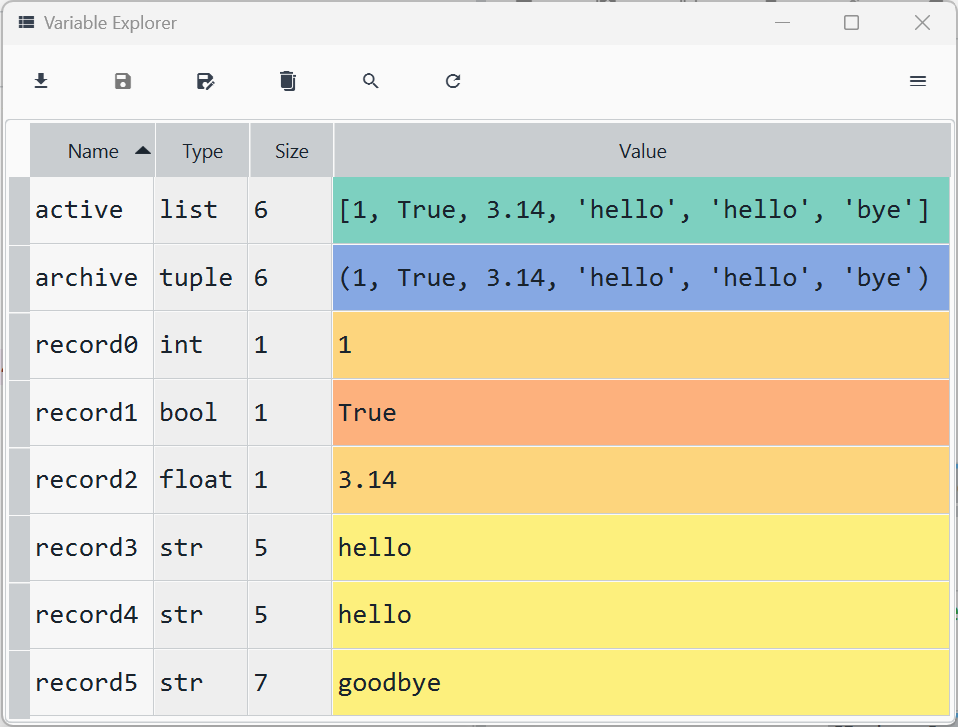 Variable Explorer
Name Type Size Value
active list 6 [1, True, 3.14, 'hello', 'hello', 'bye']
archive tuple 6 (1, True, 3.14, 'hello', 'hello', 'bye')
record0 int 1 1
record1 bool 1 True
record2 float 1 3.14
record3 str 5 hello
record4 str 5 hello
record5 str 7 goodbye